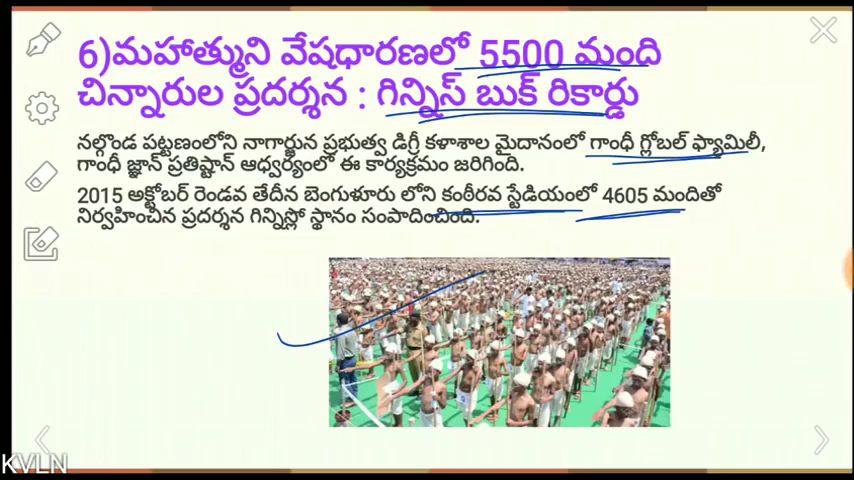 6)మహాత్ముని వేషధారణలో 5500 మంది
చిన్నారుల ప్రదర్శన : గిన్నిస్ బుక్ రికార్డు
నల్గొండ పట్టణంలోని నాగార్జున ప్రభుత్వ డిగ్రీ కళాశాల మైదానంలో గాంధీ గ్లోబల్ ఫ్యామిలీ,
గాంధీ జ్ఞాన్ ప్రతిష్టాన్ ఆధ్వర్యంలో ఈ కార్యక్రమం జరిగింది.
2015 అక్టోబర్ రెండవ తేదీన బెంగుళూరు లోని కంఠీరవ స్టేడియంలో 4605 మందితో
నిర్వహించిన ప్రదర్శన గిన్నిస్లో స్థానం సంపాదించింది.
KVLN